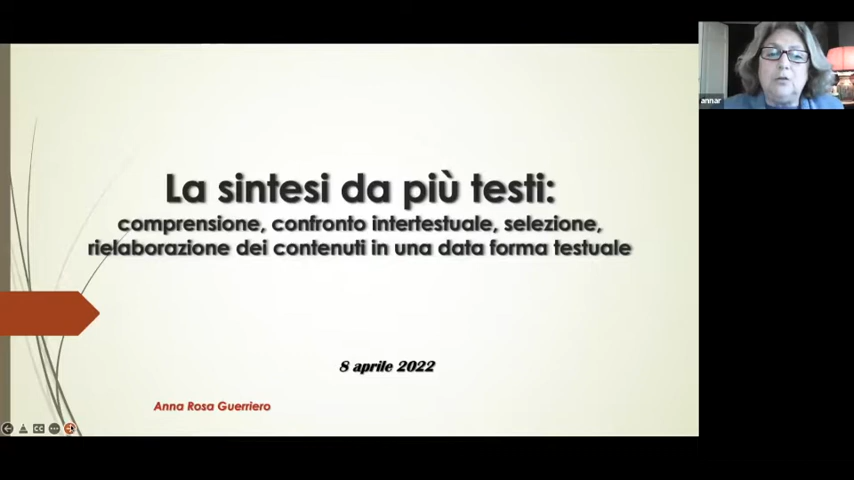 annar
La sintesi da più testi:
comprensione, confronto intertestuale, selezione,
rielaborazione dei contenuti in una data forma testuale
8 aprile 2022
Anna Rosa Guerriero
CC